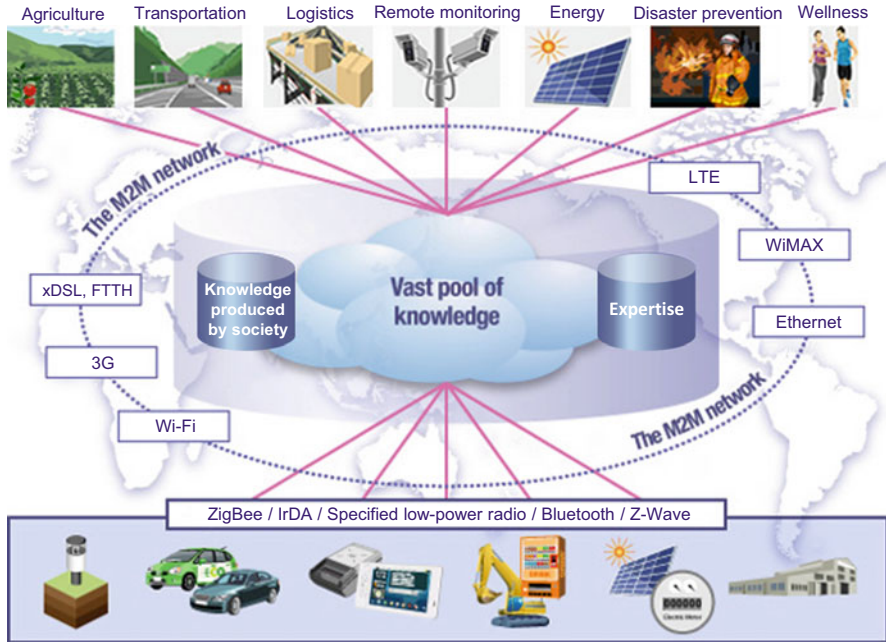 Agriculture
Transportation
Logistics
Remote monitoring
Energy
Disaster prevention
Wellness
The M2M network
LTE
WiMAX
xDSL, FTTH
Knowledge
produced
by society
Vast pool of
knowledge
Expertise
Ethernet
3G
Wi-Fi
The M2M network
ZigBee / IrDA / Specified low-power radio / Bluetooth / Z-Wave
Electric Meter